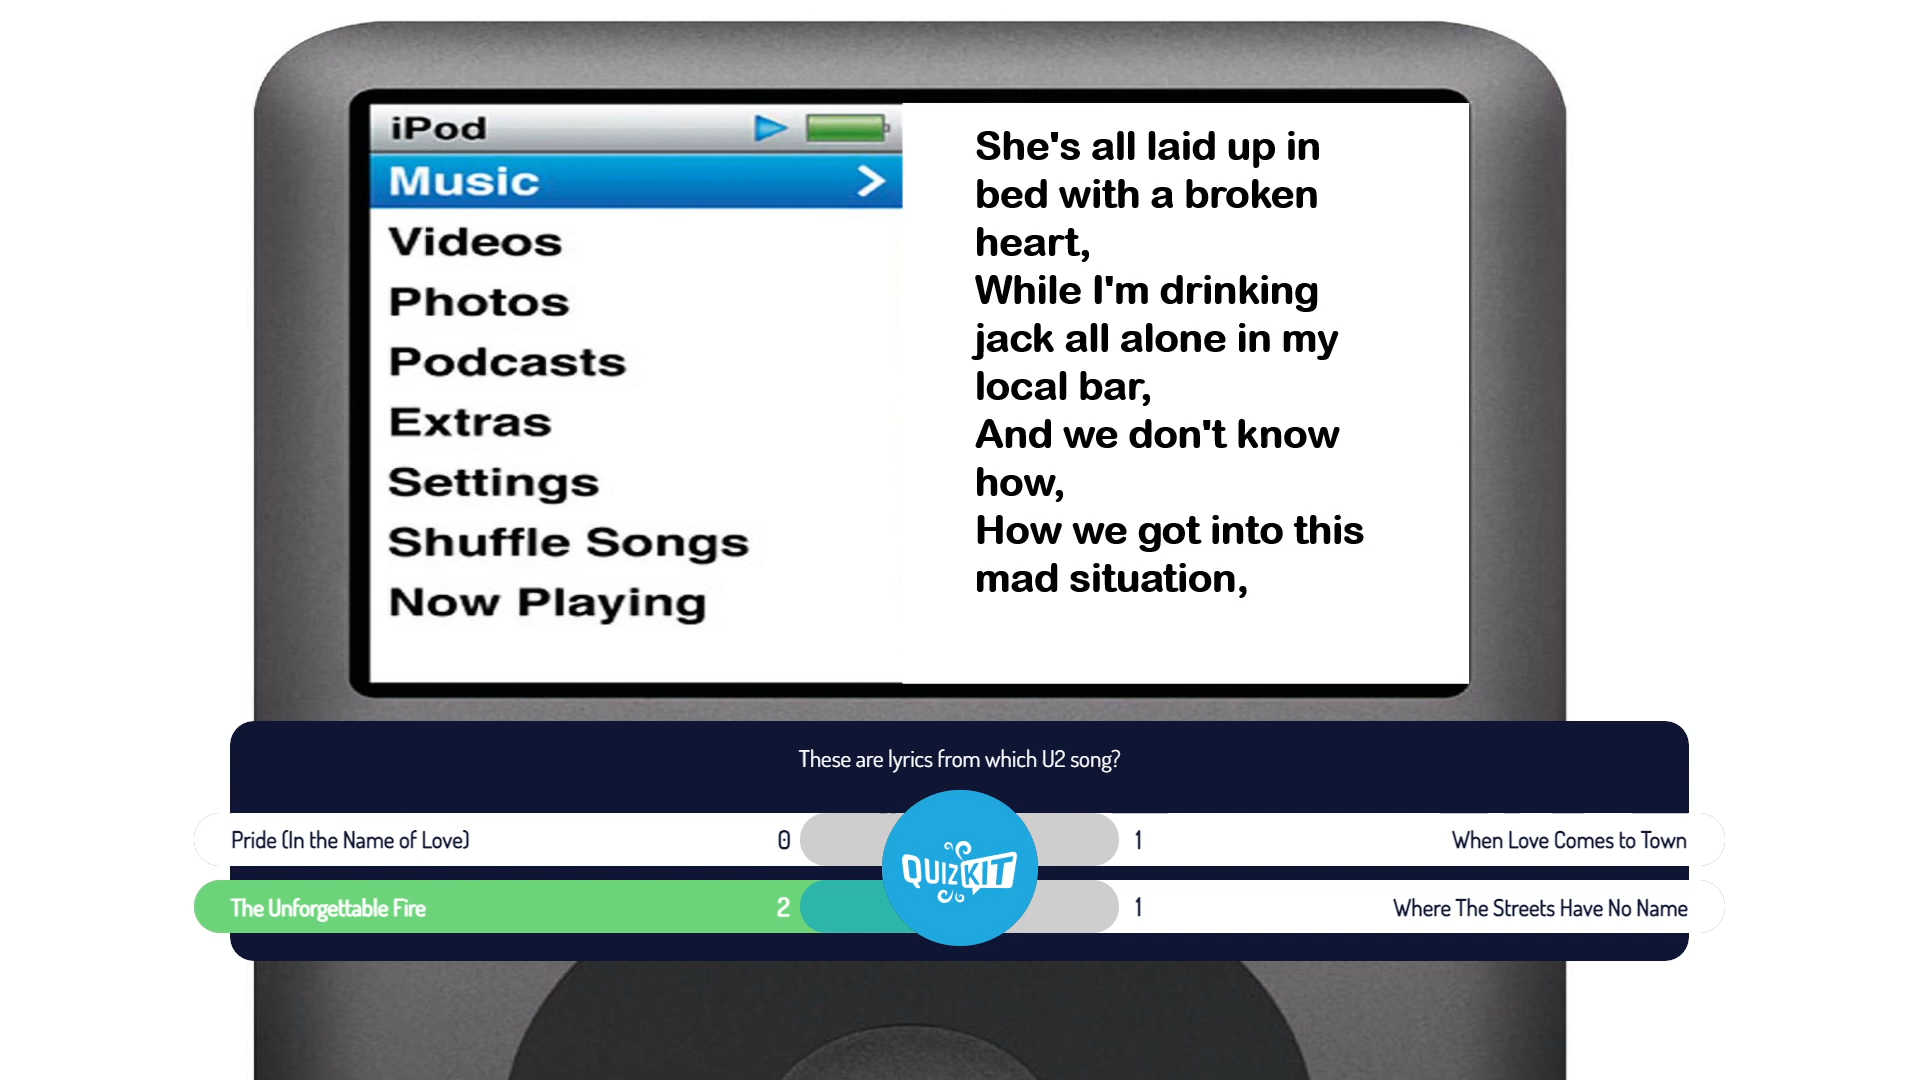 iPod
Music
Videos
Photos
Podcasts
Extras
Settings
Shuffle Songs
Now Playing
She's all laid up in
bed with a broken
heart,
While I'm drinking
jack all alone in my
local bar,
And we don't know
how,
How we got into this
mad situation,
These are lyrics from which U2 song?
Pride (In the Name of Love) 0
1 When Love Comes to Town
The Unforgettable Fire 2
1 Where The Streets Have No Name
QUIZKIT